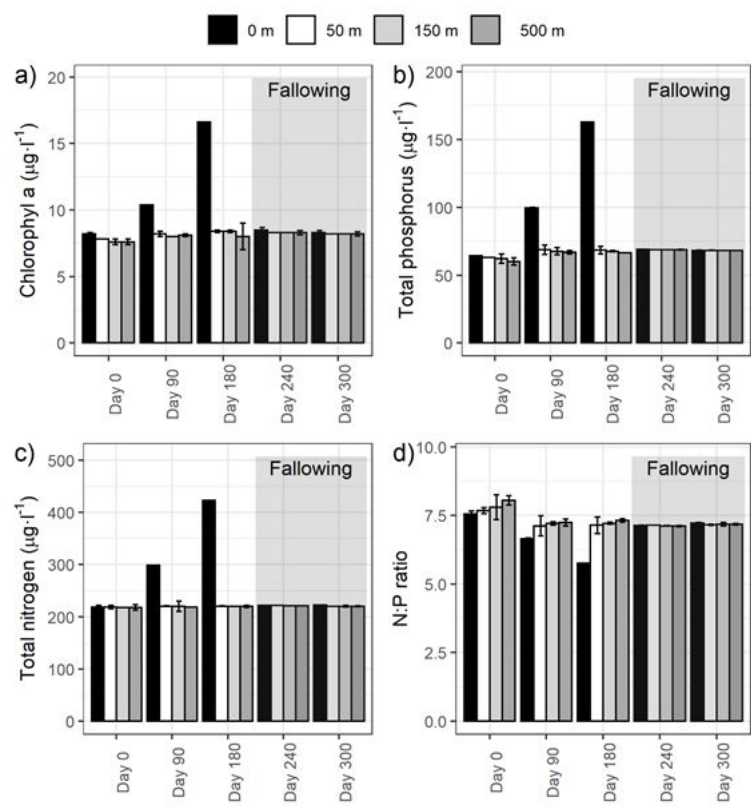 0 m 50 m 150 m 500 m
a)
Fallowing
Chlorophyl a (µg·l⁻¹)
20
15
10
5
0
Day 0 Day 90 Day 180 Day 240 Day 300
b)
Fallowing
Total phosphorus (µg·l⁻¹)
200
150
100
50
0
Day 0 Day 90 Day 180 Day 240 Day 300
c)
Fallowing
Total nitrogen (µg·l⁻¹)
500
400
300
200
100
0
Day 0 Day 90 Day 180 Day 240 Day 300
d)
Fallowing
N:P ratio
10.0
7.5
5.0
2.5
0.0
Day 0 Day 90 Day 180 Day 240 Day 300